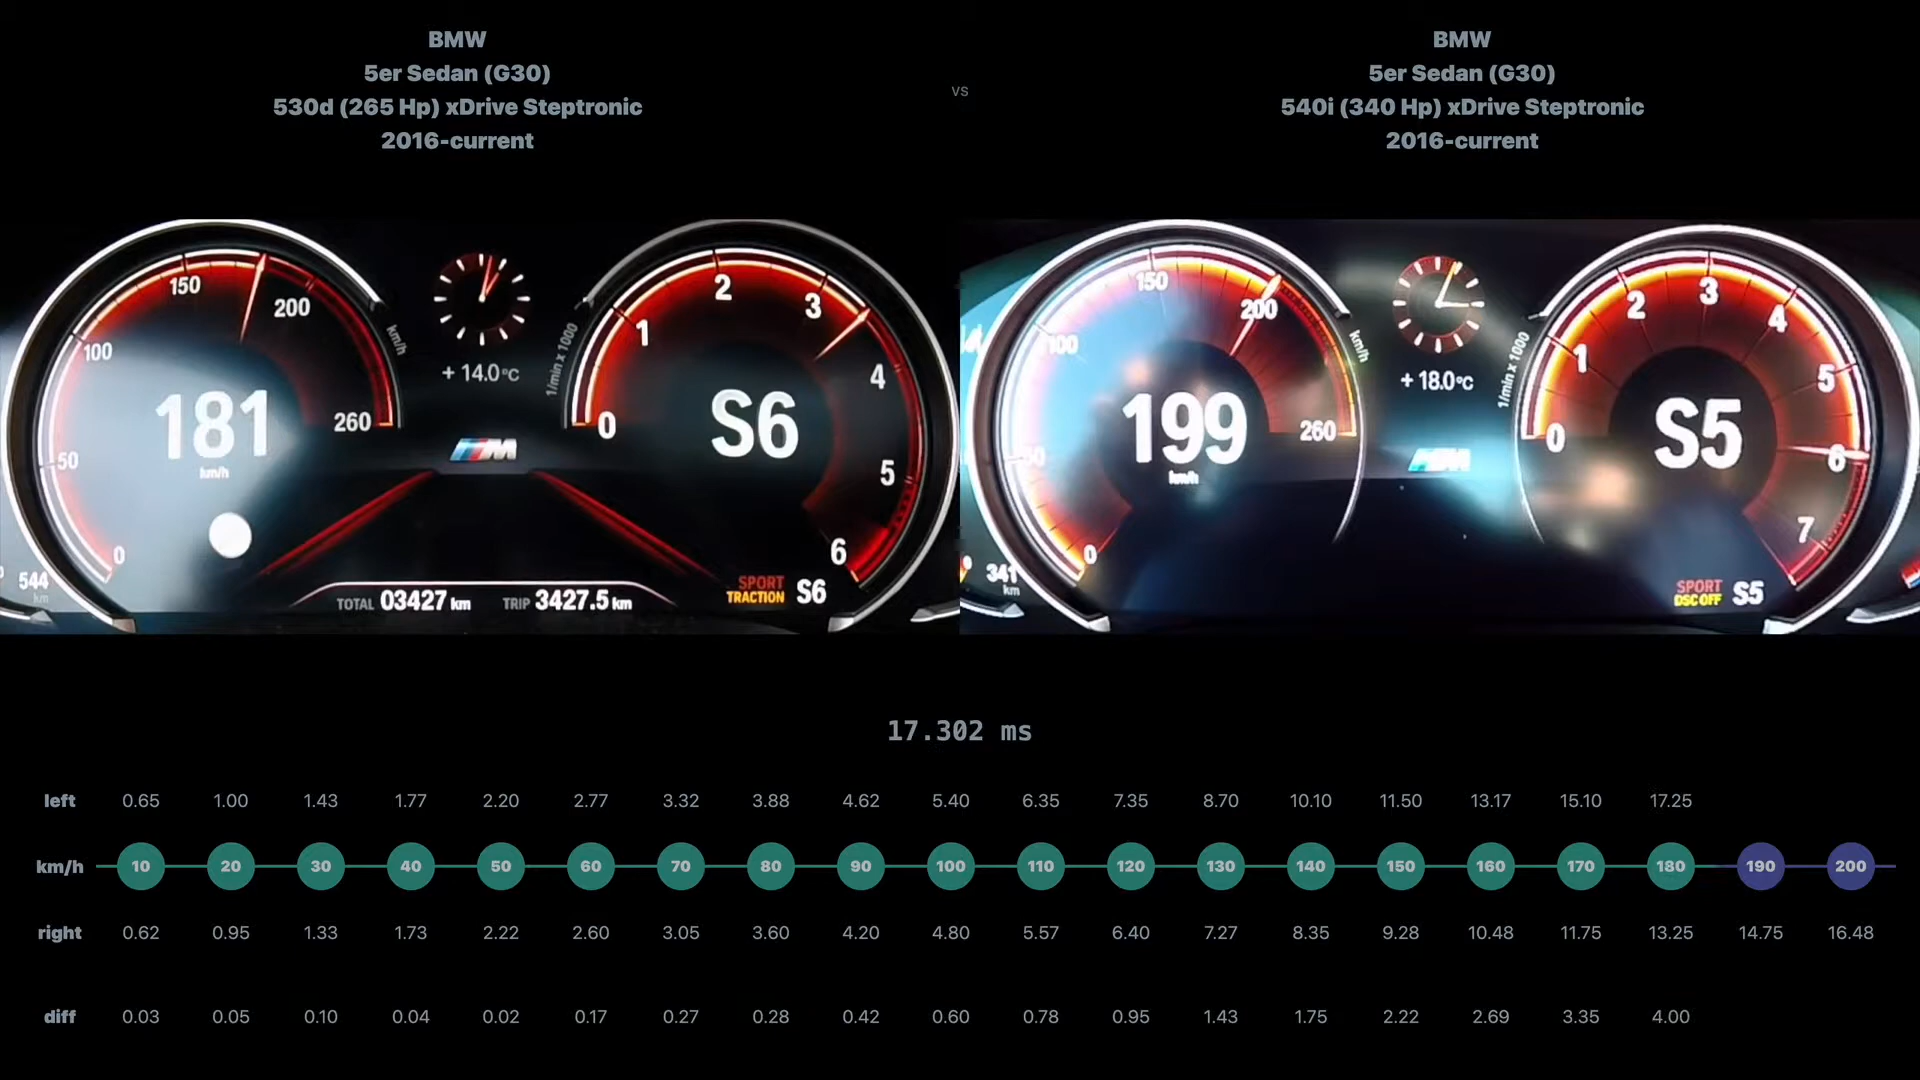 BMW
5er Sedan (G30)
530d (265 Hp) xDrive Steptronic
2016-current
vs
BMW
5er Sedan (G30)
540i (340 Hp) xDrive Steptronic
2016-current
0 50 100 150 200 260
km/h
181
km/h
544
km
+ 14.0°C
M
1/min x 1000
0 1 2 3 4 5 6
S6
TOTAL 03427 km TRIP 3427.5 km
SPORT
TRACTION S6
0 50 100 150 200 260
km/h
199
km/h
341
km
+ 18.0°C
M
1/min x 1000
0 1 2 3 4 5 6 7
S5
SPORT
DSC OFF S5
17.302 ms
left 0.65 1.00 1.43 1.77 2.20 2.77 3.32 3.88 4.62 5.40 6.35 7.35 8.70 10.10 11.50 13.17 15.10 17.25
km/h 10 20 30 40 50 60 70 80 90 100 110 120 130 140 150 160 170 180 190 200
right 0.62 0.95 1.33 1.73 2.22 2.60 3.05 3.60 4.20 4.80 5.57 6.40 7.27 8.35 9.28 10.48 11.75 13.25 14.75 16.48
diff 0.03 0.05 0.10 0.04 0.02 0.17 0.27 0.28 0.42 0.60 0.78 0.95 1.43 1.75 2.22 2.69 3.35 4.00